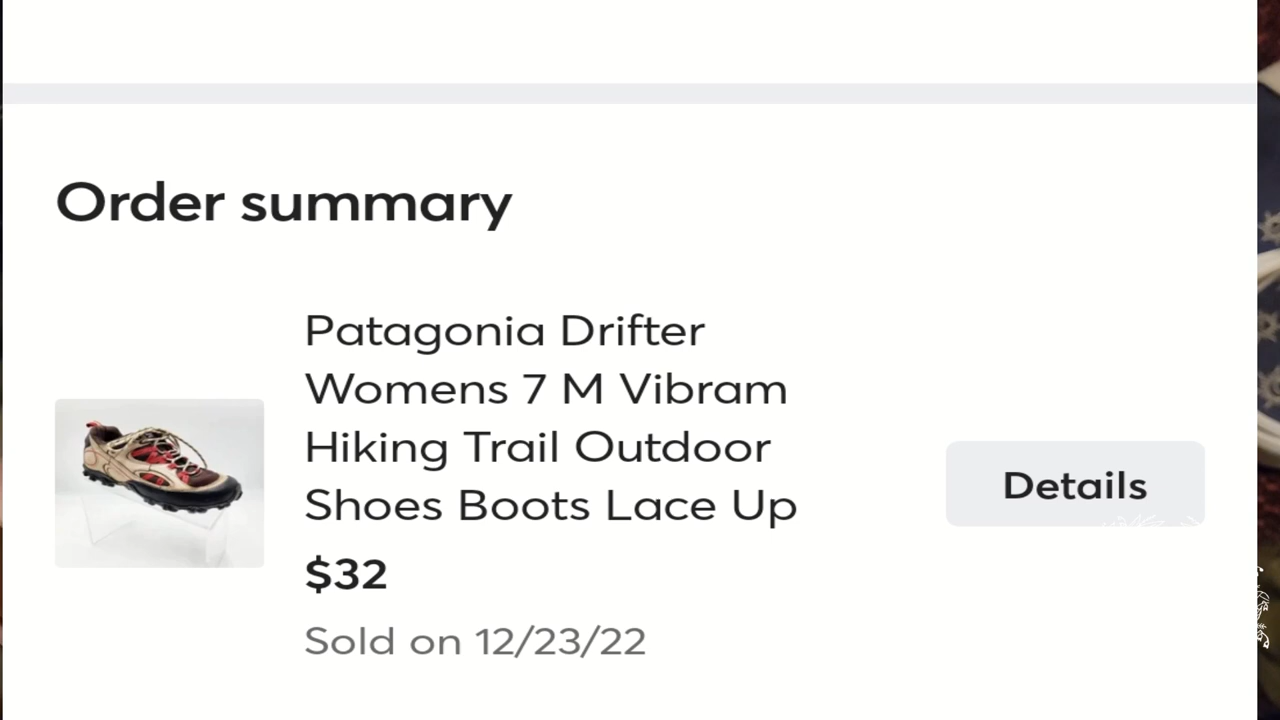 Order summary
Patagonia Drifter
Womens 7 M Vibram
Hiking Trail Outdoor
Shoes Boots Lace Up
$32
Sold on 12/23/22
Details